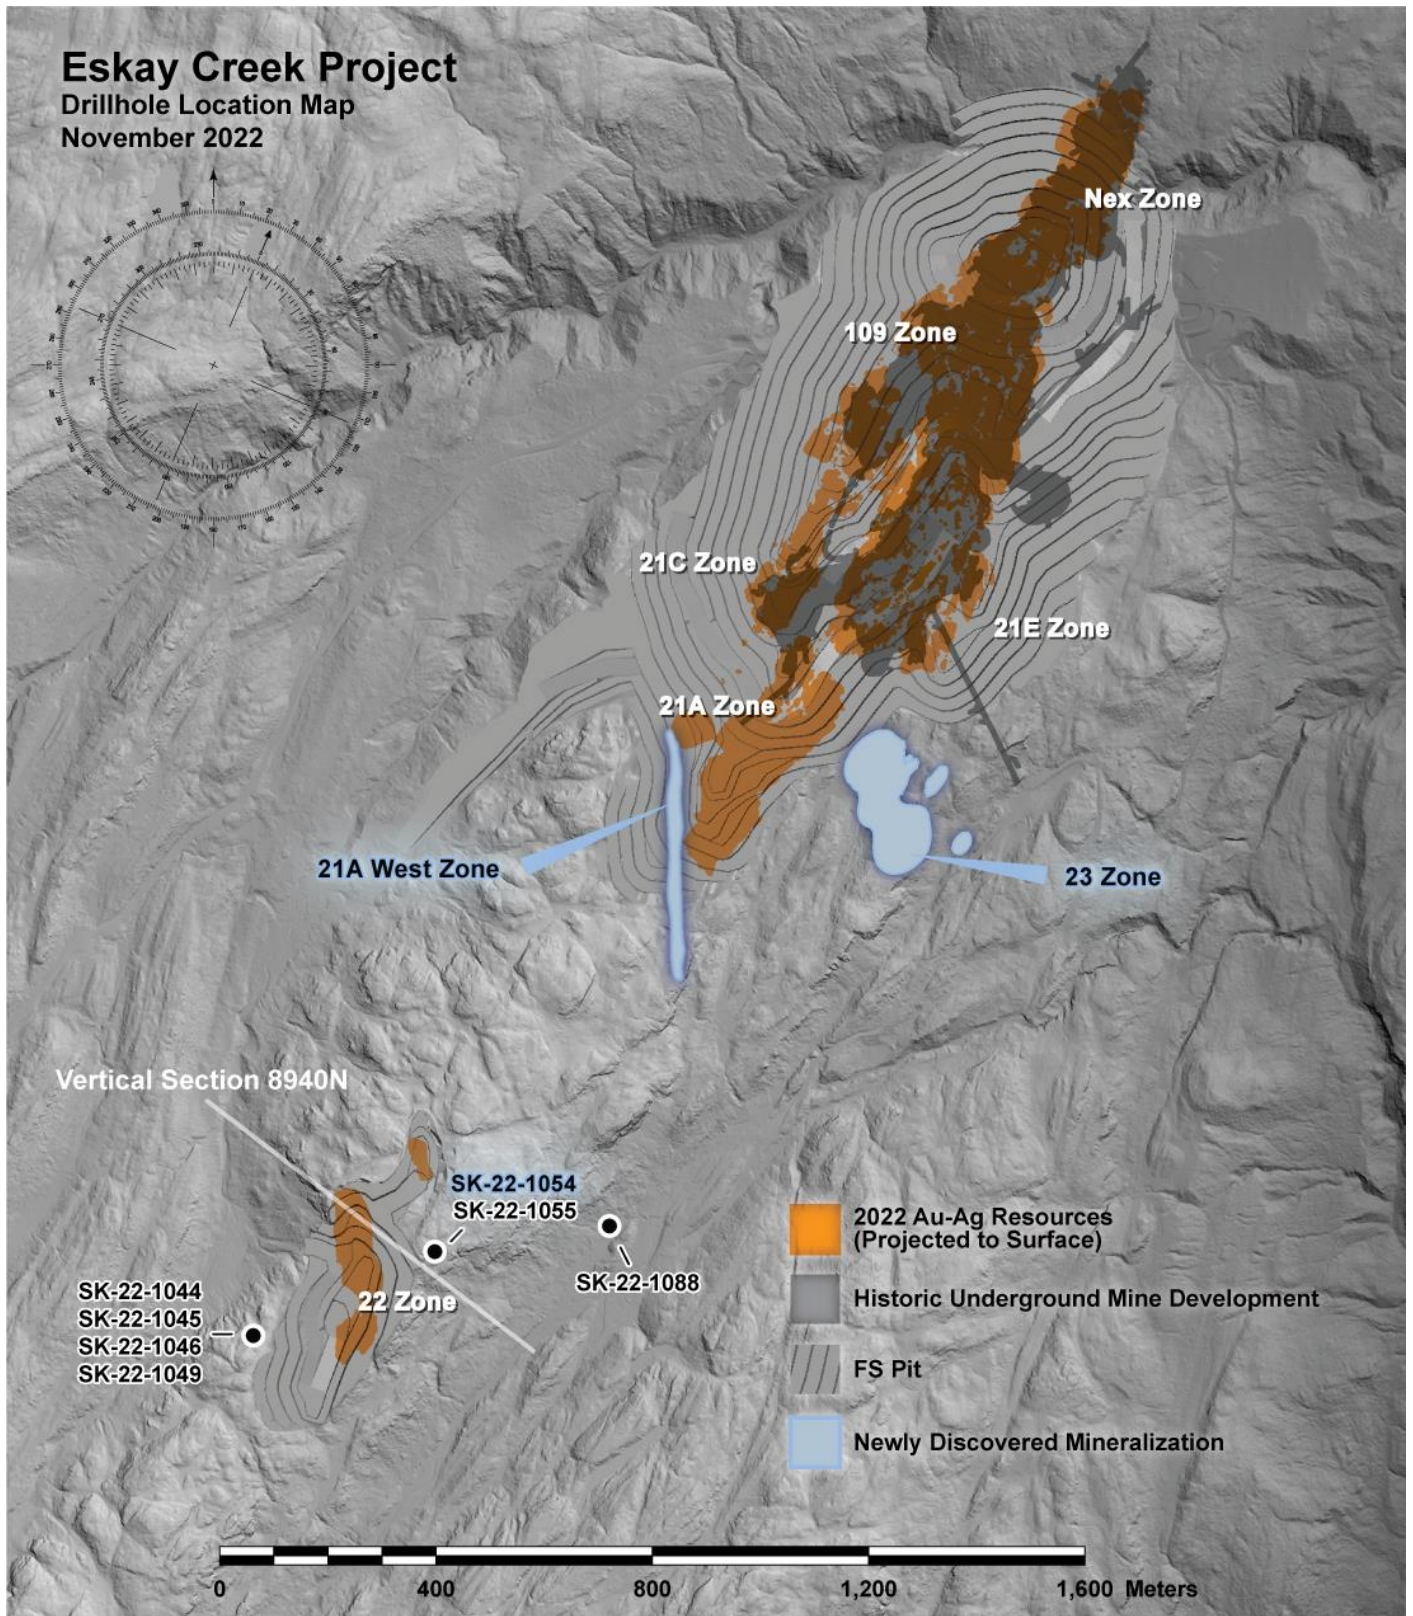 Eskay Creek Project
Drillhole Location Map
November 2022
Nex Zone
109 Zone
21C Zone
21E Zone
21A Zone
21A West Zone
23 Zone
Vertical Section 8940N
SK-22-1054
SK-22-1055
SK-22-1088
22 Zone
SK-22-1044
SK-22-1045
SK-22-1046
SK-22-1049
2022 Au-Ag Resources
(Projected to Surface)
Historic Underground Mine Development
FS Pit
Newly Discovered Mineralization
0 400 800 1,200 1,600 Meters